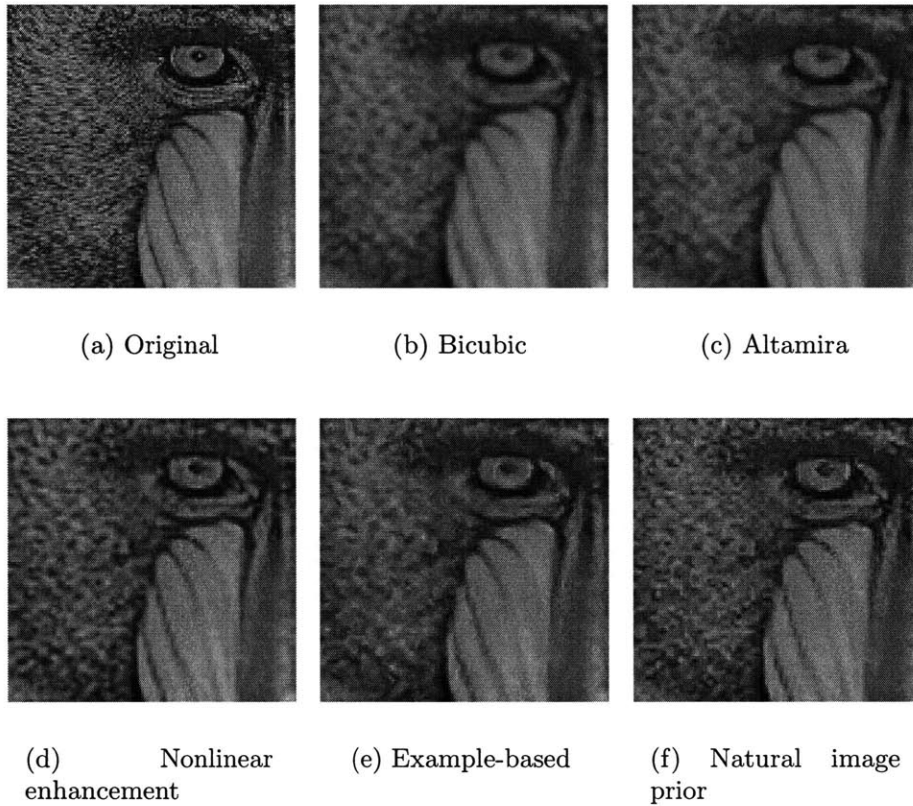 (a) Original
(b) Bicubic
(c) Altamira
(d) Nonlinear
enhancement
(e) Example-based
(f) Natural image
prior